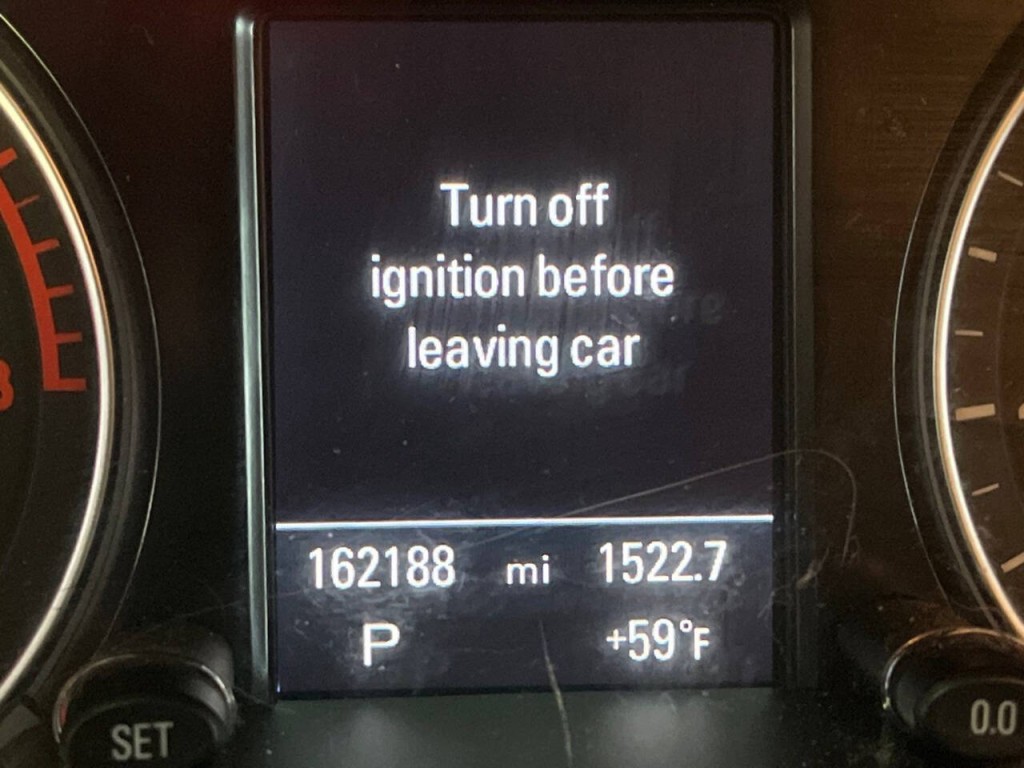 Turn off
ignition before
leaving car
162188 mi 1522.7
P +59°F
SET
0.0